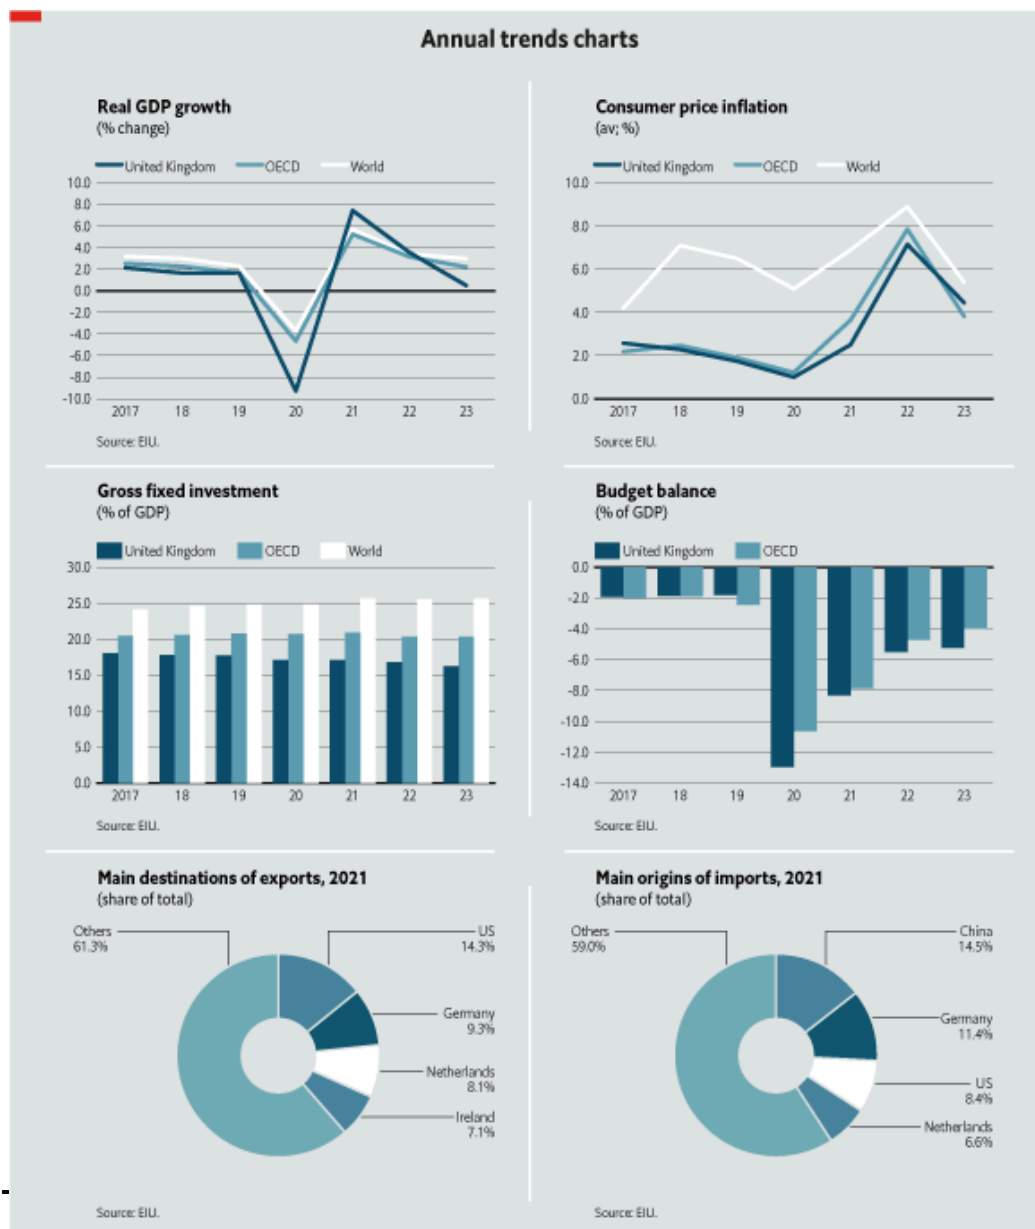 Annual trends charts
Real GDP growth
(% change)
United Kingdom OECD World
10.0
8.0
6.0
4.0
2.0
0.0
-2.0
-4.0
-6.0
-8.0
-10.0
2017 18 19 20 21 22 23
Source: EIU.
Consumer price inflation
(av; %)
United Kingdom OECD World
10.0
8.0
6.0
4.0
2.0
0.0
2017 18 19 20 21 22 23
Source: EIU.
Gross fixed investment
(% of GDP)
United Kingdom OECD World
30.0
25.0
20.0
15.0
10.0
5.0
0.0
2017 18 19 20 21 22 23
Source: EIU.
Budget balance
(% of GDP)
United Kingdom OECD
0.0
-2.0
-4.0
-6.0
-8.0
-10.0
-12.0
-14.0
2017 18 19 20 21 22 23
Source: EIU.
Main destinations of exports, 2021
(share of total)
Others
61.3%
US
14.3%
Germany
9.3%
Netherlands
8.1%
Ireland
7.1%
Source: EIU.
Main origins of imports, 2021
(share of total)
Others
59.0%
China
14.5%
Germany
11.4%
US
8.4%
Netherlands
6.6%
Source: EIU.